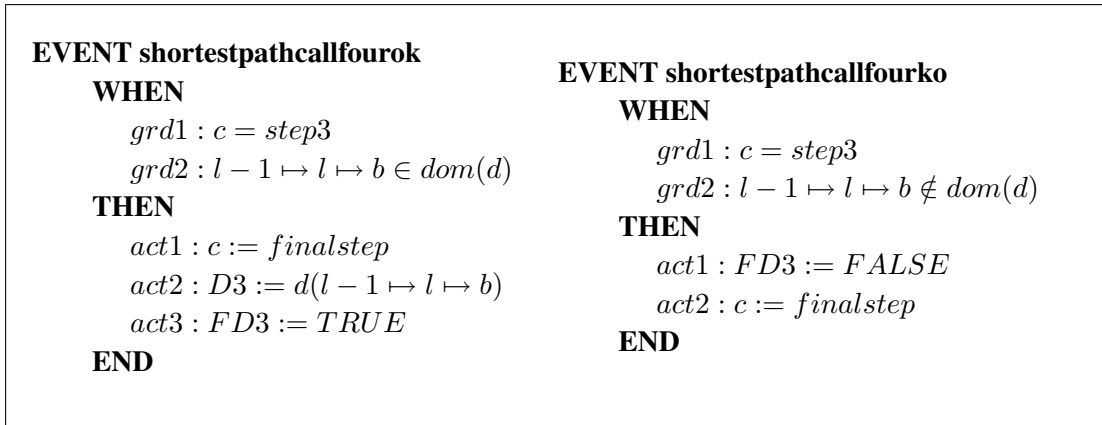 EVENT shortestpathcallfourok
WHEN
grd1 : c = step3
grd2 : l − 1 ↦ l ↦ b ∈ dom(d)
THEN
act1 : c := finalstep
act2 : D3 := d(l − 1 ↦ l ↦ b)
act3 : FD3 := TRUE
END
EVENT shortestpathcallfourko
WHEN
grd1 : c = step3
grd2 : l − 1 ↦ l ↦ b ∉ dom(d)
THEN
act1 : FD3 := FALSE
act2 : c := finalstep
END